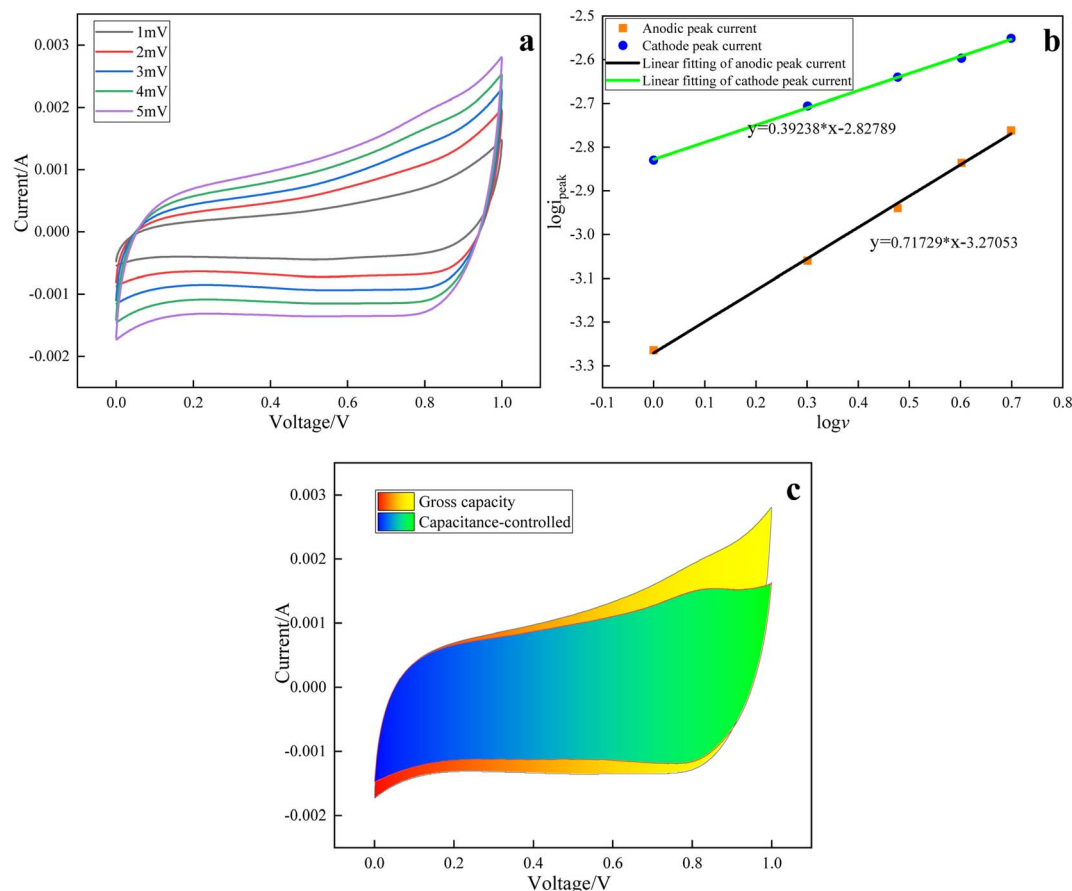 a
1mV
2mV
3mV
4mV
5mV
0.003
0.002
0.001
0.000
-0.001
-0.002
Current/A
0.0
0.2
0.4
0.6
0.8
1.0
Voltage/V
b
Anodic peak current
Cathode peak current
Linear fitting of anodic peak current
Linear fitting of cathode peak current
y=0.39238*x-2.82789
y=0.71729*x-3.27053
-2.5
-2.6
-2.7
-2.8
-2.9
-3.0
-3.1
-3.2
-3.3
logi_peak
-0.1
0.0
0.1
0.2
0.3
0.4
0.5
0.6
0.7
0.8
logv
c
Gross capacity
Capacitance-controlled
0.003
0.002
0.001
0.000
-0.001
-0.002
Current/A
0.0
0.2
0.4
0.6
0.8
1.0
Voltage/V